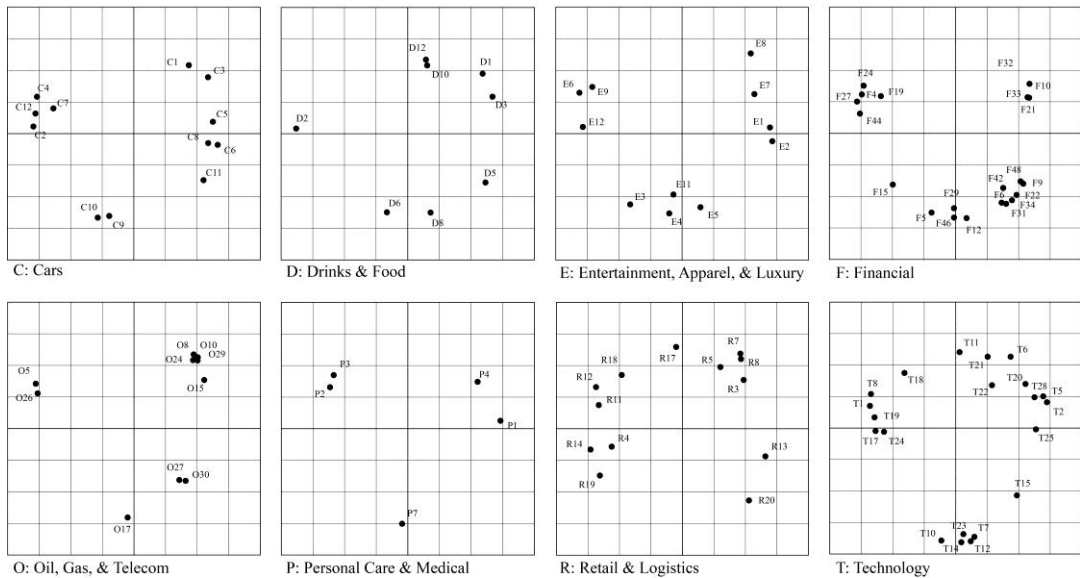 C1
C3
C4
C7
C12
C2
C5
C8
C6
C11
C10
C9
C: Cars
D12
D10
D1
D3
D2
D5
D6
D8
D: Drinks & Food
E8
E6
E9
E7
E12
E1
E2
E11
E3
E4
E5
E: Entertainment, Apparel, & Luxury
F32
F24
F10
F27
F4
F19
F33
F21
F44
F15
F48
F42
F9
F29
F6
F22
F5
F34
F46
F12
F31
F: Financial
O8
O10
O24
O29
O5
O15
O26
O27
O30
O17
O: Oil, Gas, & Telecom
P3
P4
P2
P1
P7
P: Personal Care & Medical
R7
R17
R18
R5
R8
R12
R3
R11
R14
R4
R13
R19
R20
R: Retail & Logistics
T11
T6
T21
T18
T8
T20
T28
T5
T22
T1
T2
T19
T17
T24
T25
T15
T23
T7
T10
T14
T12
T: Technology